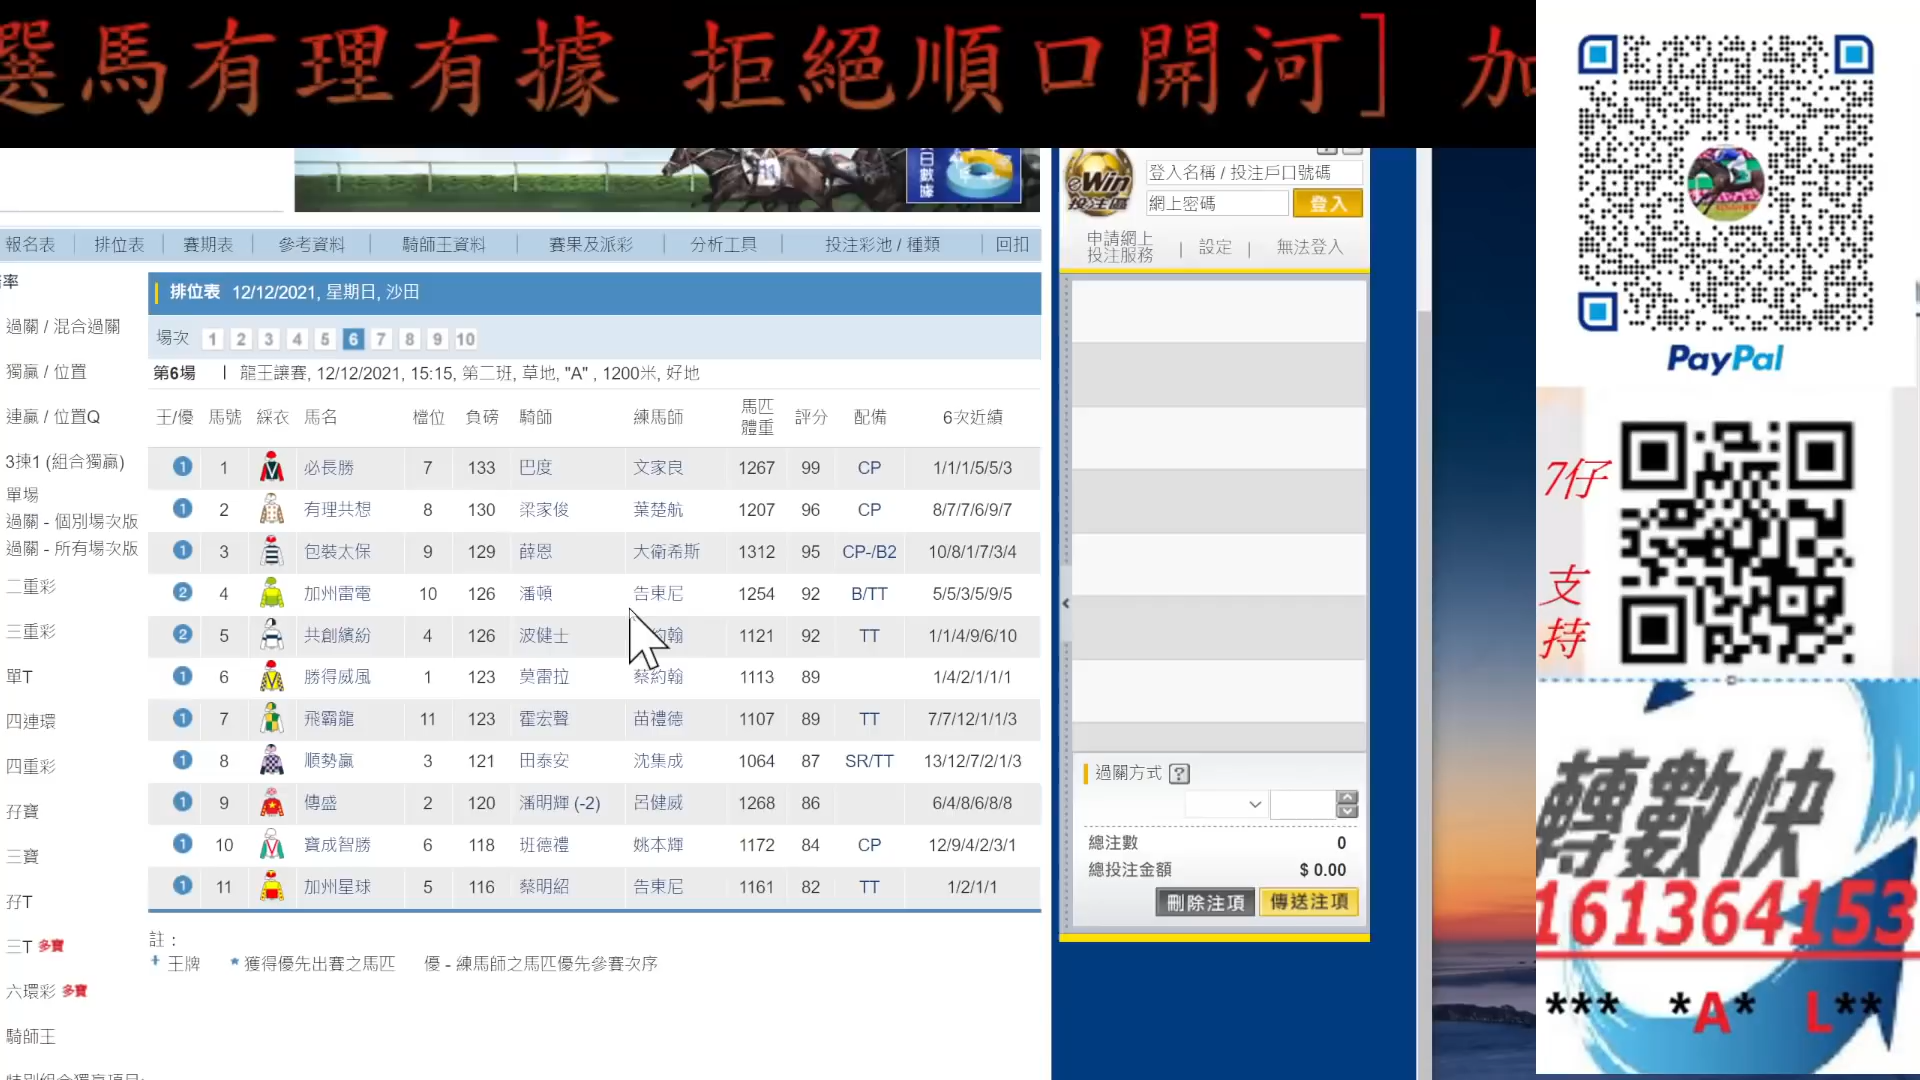 選馬有理有據 拒絕順口開河] 加
日數據
eWin
投注區
登入名稱 / 投注戶口號碼
網上密碼
登入
申請網上投注服務 | 設定 | 無法登入
報名表 排位表 賽期表 參考資料 騎師王資料 賽果及派彩 分析工具 投注彩池 / 種類 回扣
率
過關 / 混合過關
獨贏 / 位置
連贏 / 位置Q
3揀1 (組合獨贏)
單場
過關 - 個別場次版
過關 - 所有場次版
二重彩
三重彩
單T
四連環
四重彩
孖寶
三寶
孖T
三T 多寶
六環彩 多寶
騎師王
排位表 12/12/2021, 星期日, 沙田
場次 1 2 3 4 5 6 7 8 9 10
第6場 | 龍王讓賽, 12/12/2021, 15:15, 第二班, 草地, "A" , 1200米, 好地
王/優 馬號 綵衣 馬名 檔位 負磅 騎師 練馬師 馬匹體重 評分 配備 6次近績
1 1 必長勝 7 133 巴度 文家良 1267 99 CP 1/1/1/5/5/3
1 2 有理共想 8 130 梁家俊 葉楚航 1207 96 CP 8/7/7/6/9/7
1 3 包裝太保 9 129 薛恩 大衛希斯 1312 95 CP-/B2 10/8/1/7/3/4
2 4 加州雷電 10 126 潘頓 告東尼 1254 92 B/TT 5/5/3/5/9/5
2 5 共創繽紛 4 126 波健士 約翰 1121 92 TT 1/1/4/9/6/10
1 6 勝得威風 1 123 莫雷拉 蔡約翰 1113 89 1/4/2/1/1/1
1 7 飛霸龍 11 123 霍宏聲 苗禮德 1107 89 TT 7/7/12/1/1/3
1 8 順勢贏 3 121 田泰安 沈集成 1064 87 SR/TT 13/12/7/2/1/3
1 9 傳盛 2 120 潘明輝 (-2) 呂健威 1268 86 6/4/8/6/8/8
1 10 寶成智勝 6 118 班德禮 姚本輝 1172 84 CP 12/9/4/2/3/1
1 11 加州星球 5 116 蔡明紹 告東尼 1161 82 TT 1/2/1/1
註 :
+ 王牌 * 獲得優先出賽之馬匹 優 - 練馬師之馬匹優先參賽次序
過關方式 ?
總注數 0
總投注金額 $ 0.00
刪除注項 傳送注項
PayPal
7仔
支持
轉數快
161364153
*** *A* L**